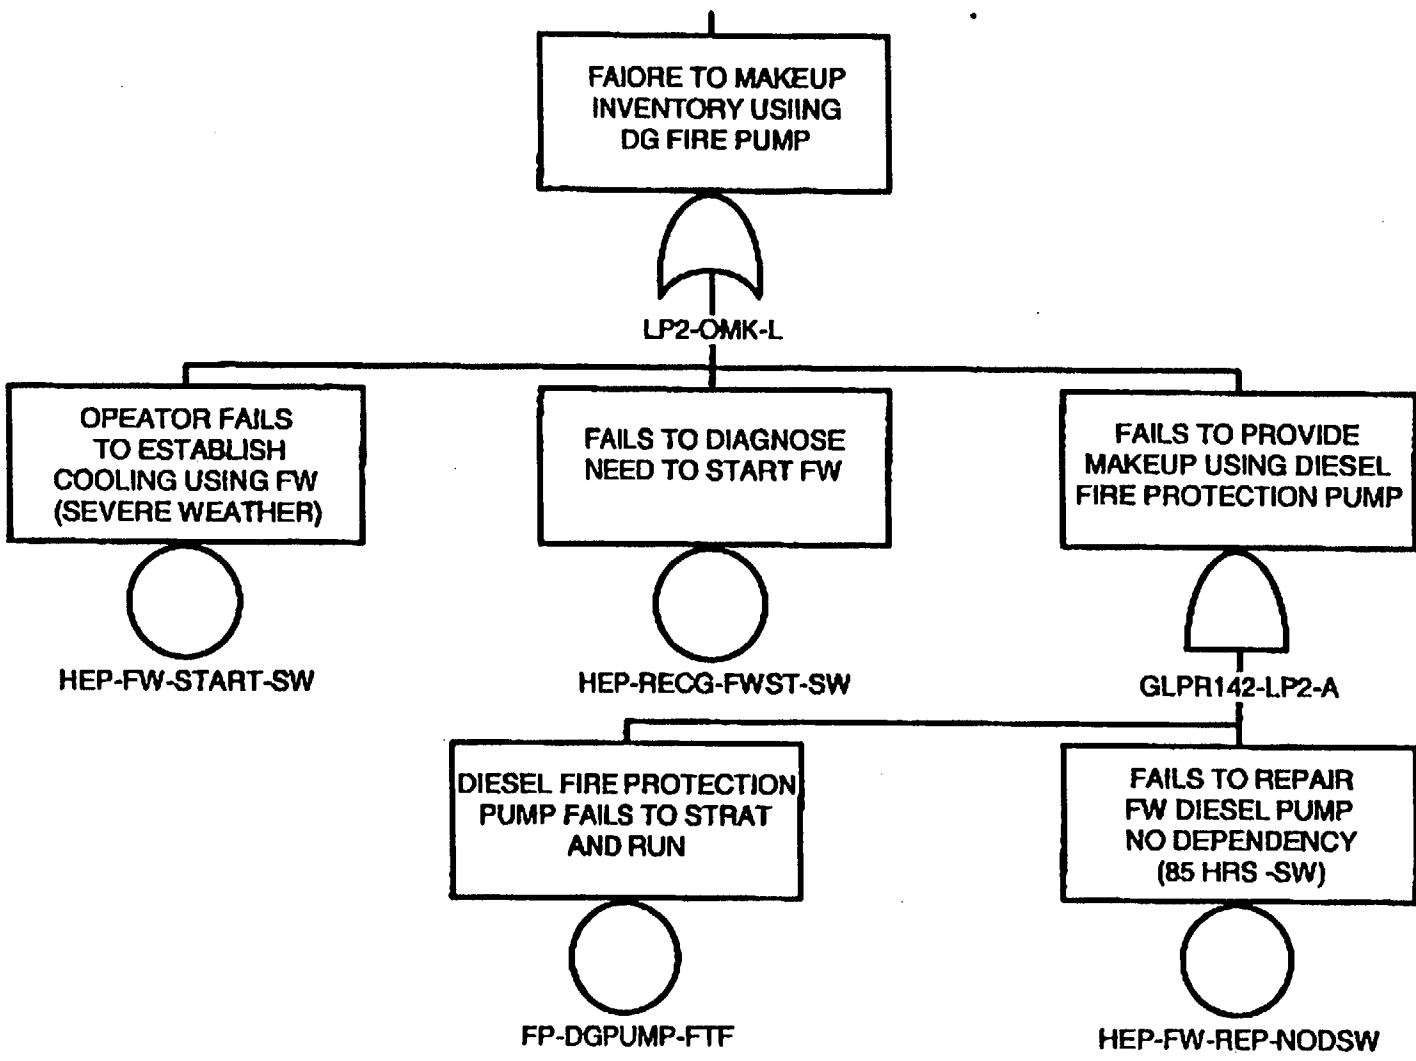 FAIORE TO MAKEUP
INVENTORY USIING
DG FIRE PUMP
LP2-OMK-L
OPEATOR FAILS
TO ESTABLISH
COOLING USING FW
(SEVERE WEATHER)
HEP-FW-START-SW
FAILS TO DIAGNOSE
NEED TO START FW
HEP-RECG-FWST-SW
FAILS TO PROVIDE
MAKEUP USING DIESEL
FIRE PROTECTION PUMP
GLPR142-LP2-A
DIESEL FIRE PROTECTION
PUMP FAILS TO STRAT
AND RUN
FP-DGPUMP-FTF
FAILS TO REPAIR
FW DIESEL PUMP
NO DEPENDENCY
(85 HRS -SW)
HEP-FW-REP-NODSW